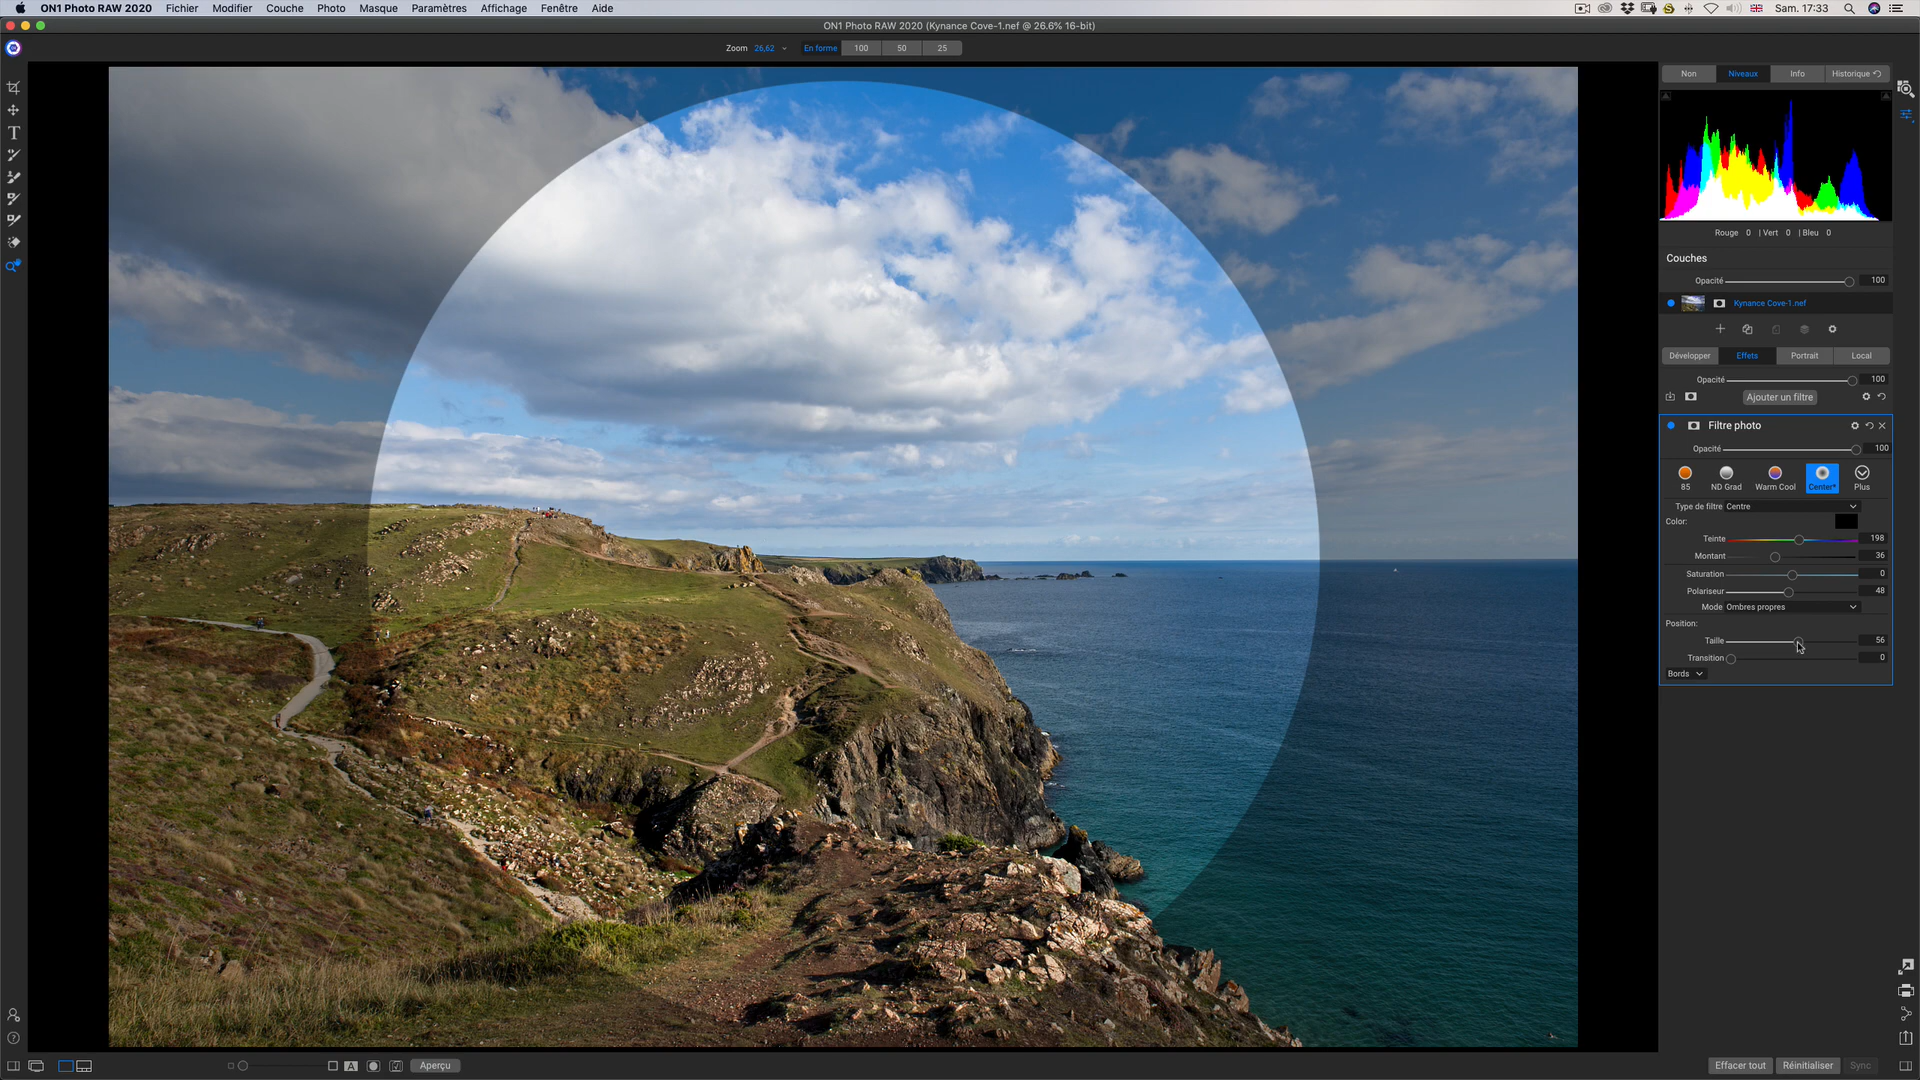 ON1 Photo RAW 2020 Fichier Modifier Couche Photo Masque Paramètres Affichage Fenêtre Aide Sam. 17:33
ON1 Photo RAW 2020 (Kynance Cove-1.nef @ 26.6% 16-bit)
Zoom 26,62 En forme 100 50 25
T
Non Niveaux Info Historique
Rouge 0 | Vert 0 | Bleu 0
Couches
Opacité 100
Kynance Cove-1.nef
Développer Effets Portrait Local
Opacité 100
Ajouter un filtre
Filtre photo
Opacité 100
85 ND Grad Warm Cool Center* Plus
Type de filtre Centre
Color:
Teinte 198
Montant 36
Saturation 0
Polariseur 48
Mode Ombres propres
Position:
Taille 56
Transition 0
Bords
A Aperçu
Effacer tout Réinitialiser Sync